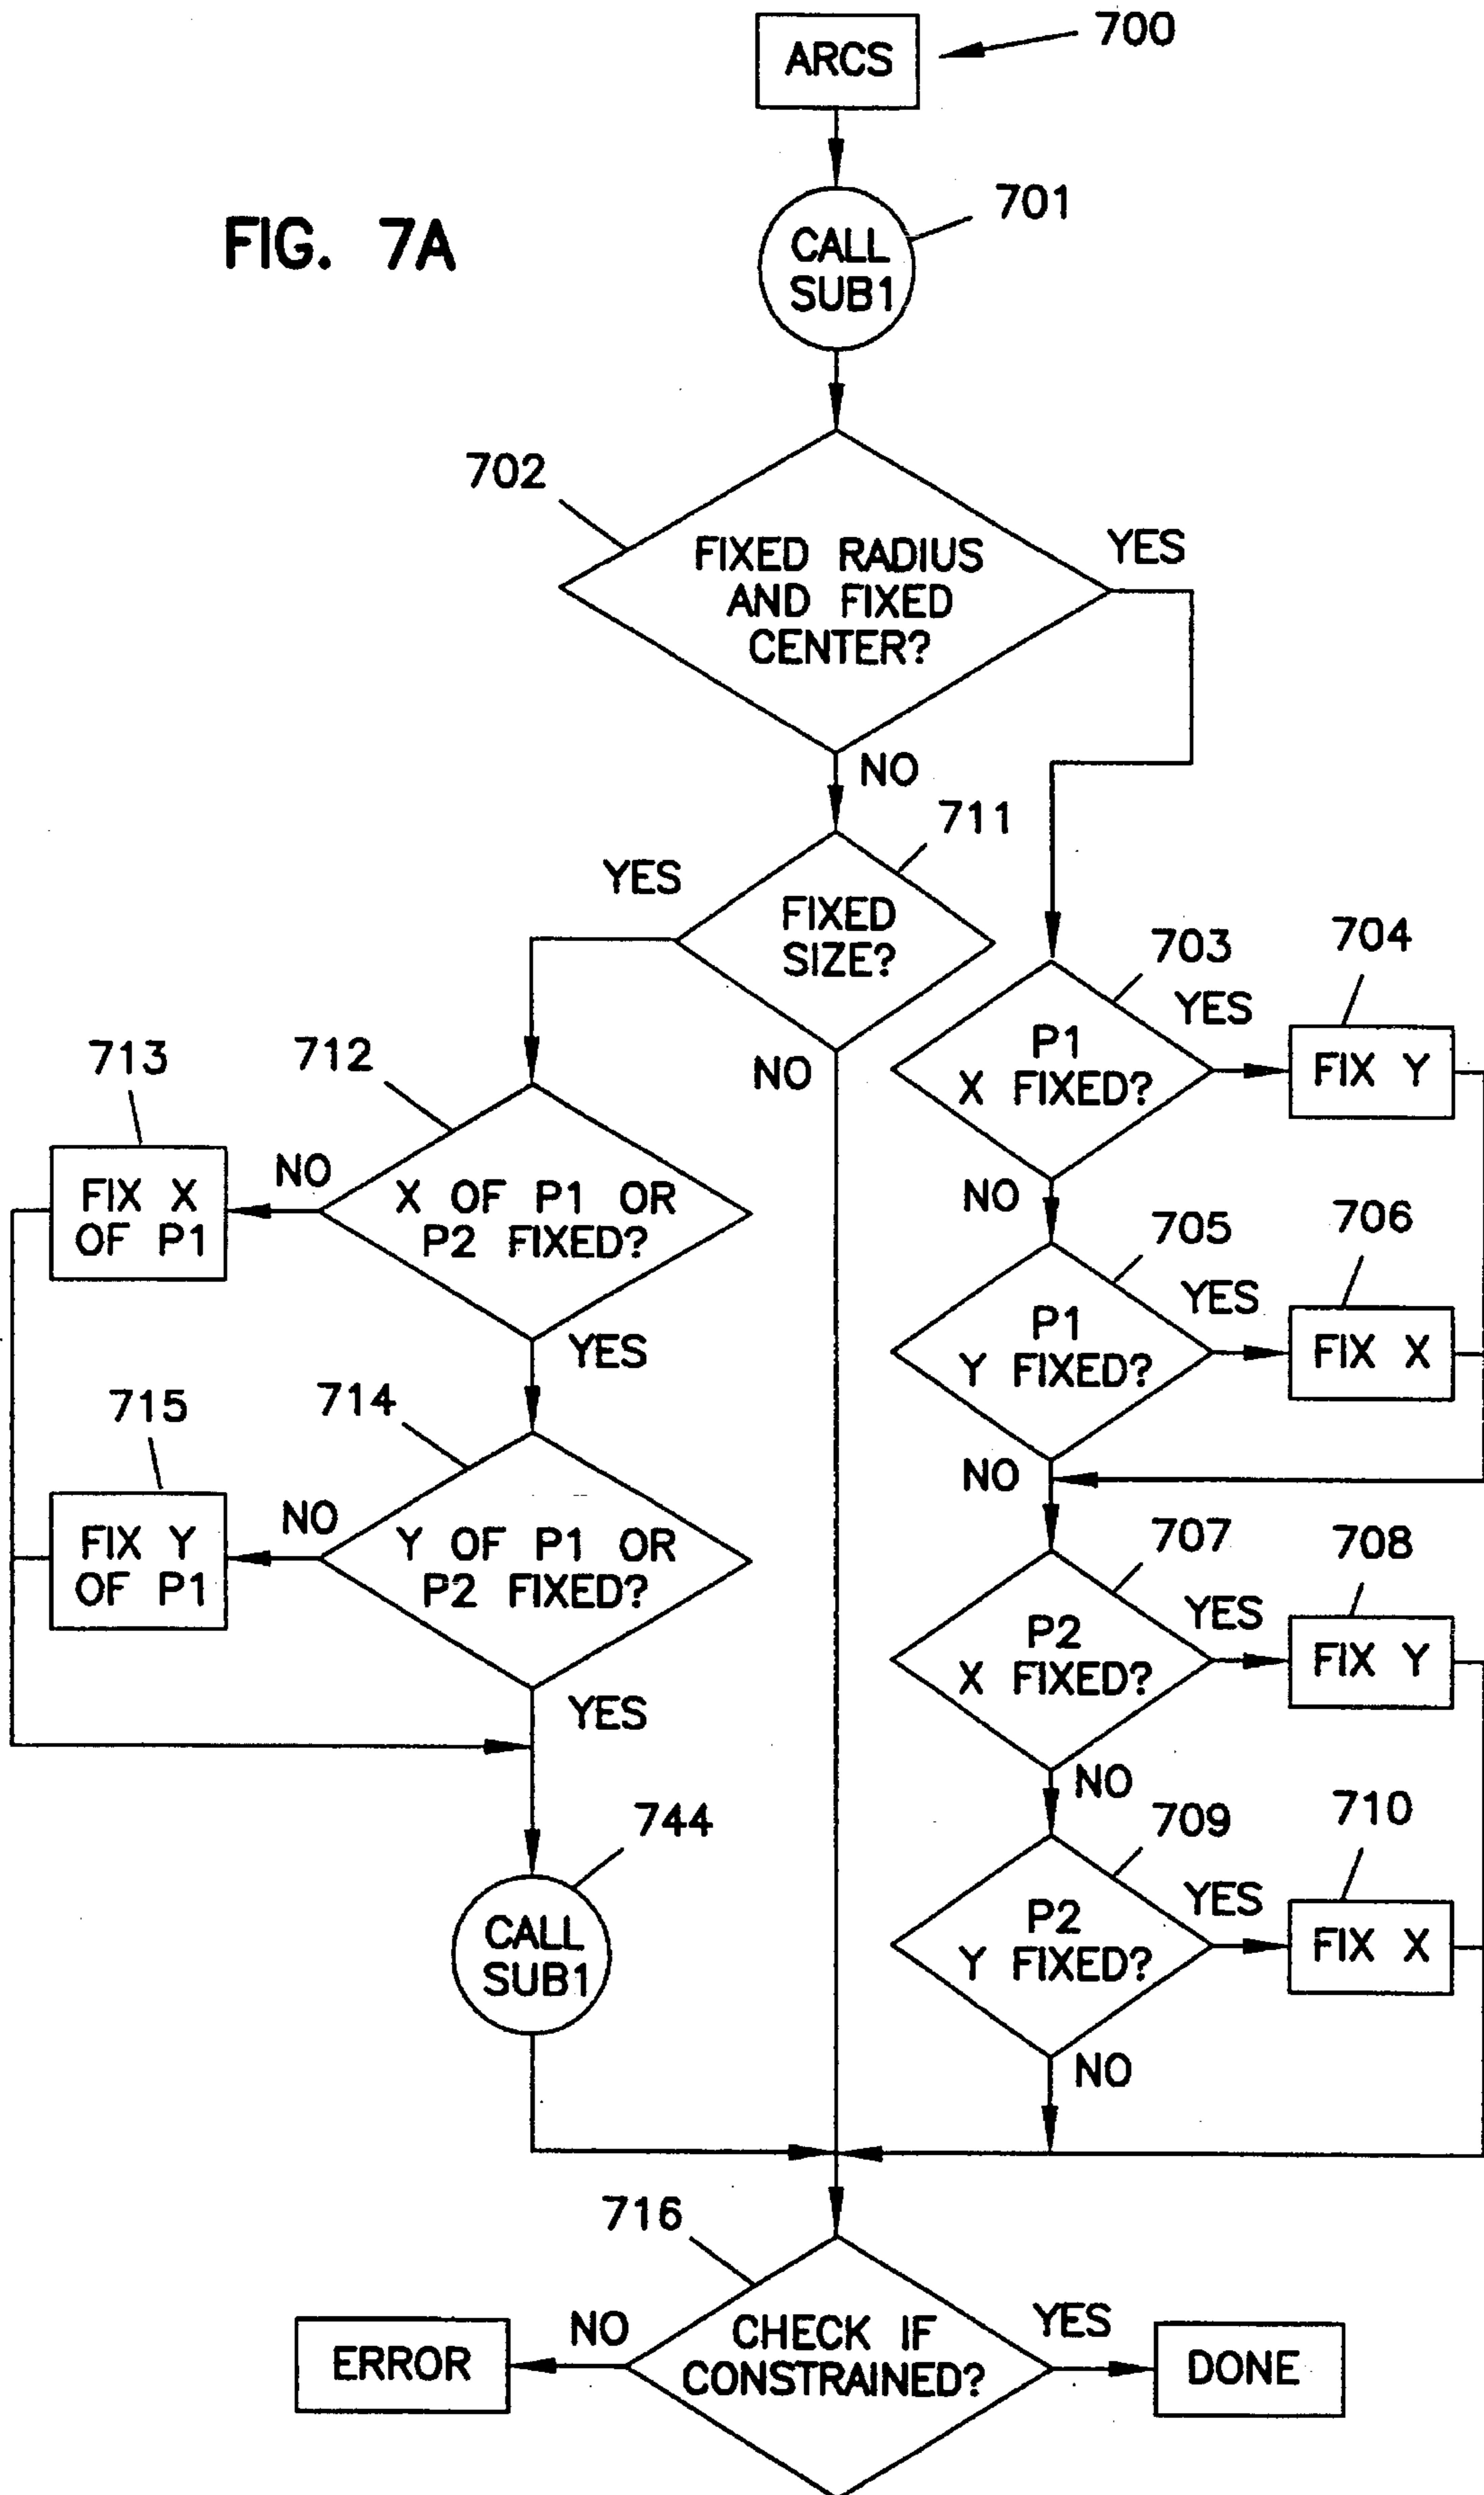 ARCS
700
FIG. 7A
701
CALL
SUB1
702
FIXED RADIUS
AND FIXED
CENTER?
YES
NO
711
YES
FIXED
SIZE?
NO
703
YES
704
P1
X FIXED?
FIX Y
NO
713
712
FIX X
OF P1
NO
X OF P1 OR
P2 FIXED?
YES
705
YES
706
P1
Y FIXED?
FIX X
NO
715
714
FIX Y
OF P1
NO
Y OF P1 OR
P2 FIXED?
YES
707
YES
708
P2
X FIXED?
FIX Y
NO
744
CALL
SUB1
709
YES
710
P2
Y FIXED?
FIX X
NO
716
ERROR
NO
CHECK IF
CONSTRAINED?
YES
DONE